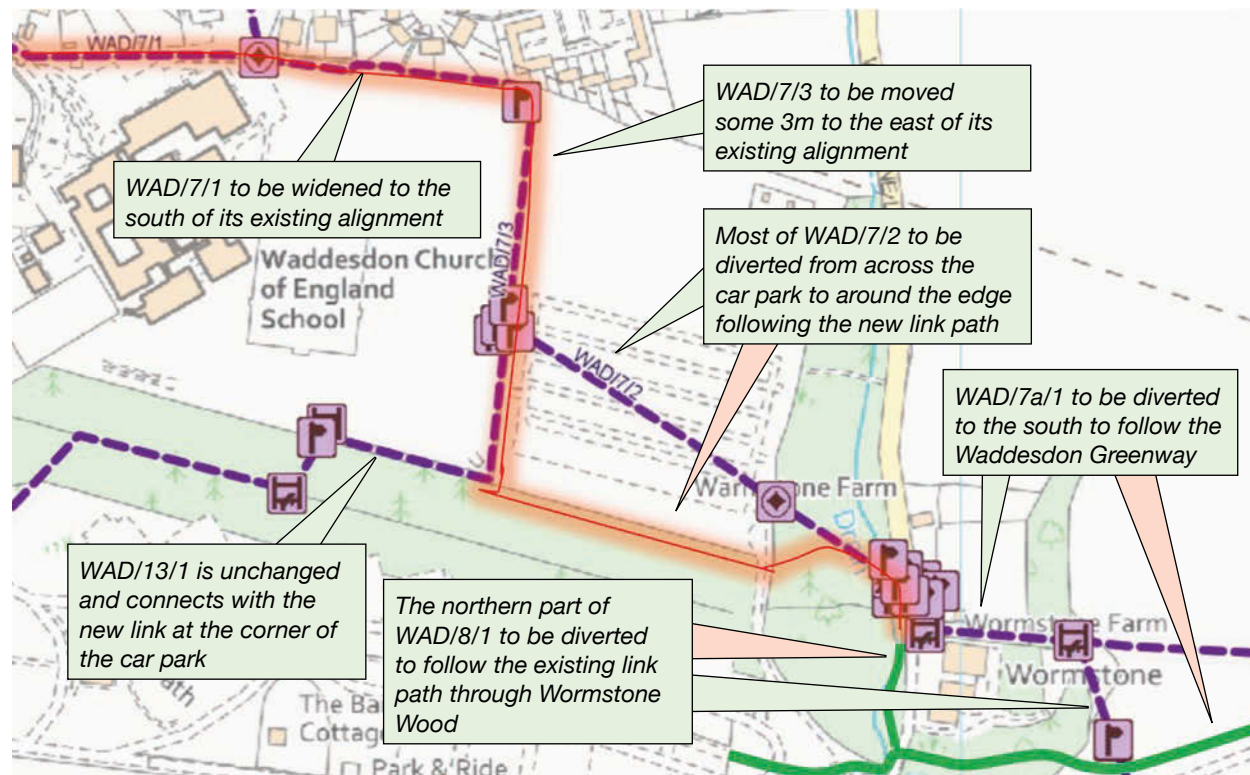 WAD/7/1
WAD/7/3 to be moved
some 3m to the east of its
existing alignment
WAD/7/1 to be widened to the
south of its existing alignment
WAD/7/3
Most of WAD/7/2 to be
diverted from across the
car park to around the edge
following the new link path
Waddesdon Church
of England
School
WAD/7/2
WAD/7a/1 to be diverted
to the south to follow the
Waddesdon Greenway
Warmstone Farm
WAD/13/1 is unchanged
and connects with the
new link at the corner of
the car park
The northern part of
WAD/8/1 to be diverted
to follow the existing link
path through Wormstone
Wood
Wormstone Farm
Wormstone
The Ba
Cottag
Park & Ride